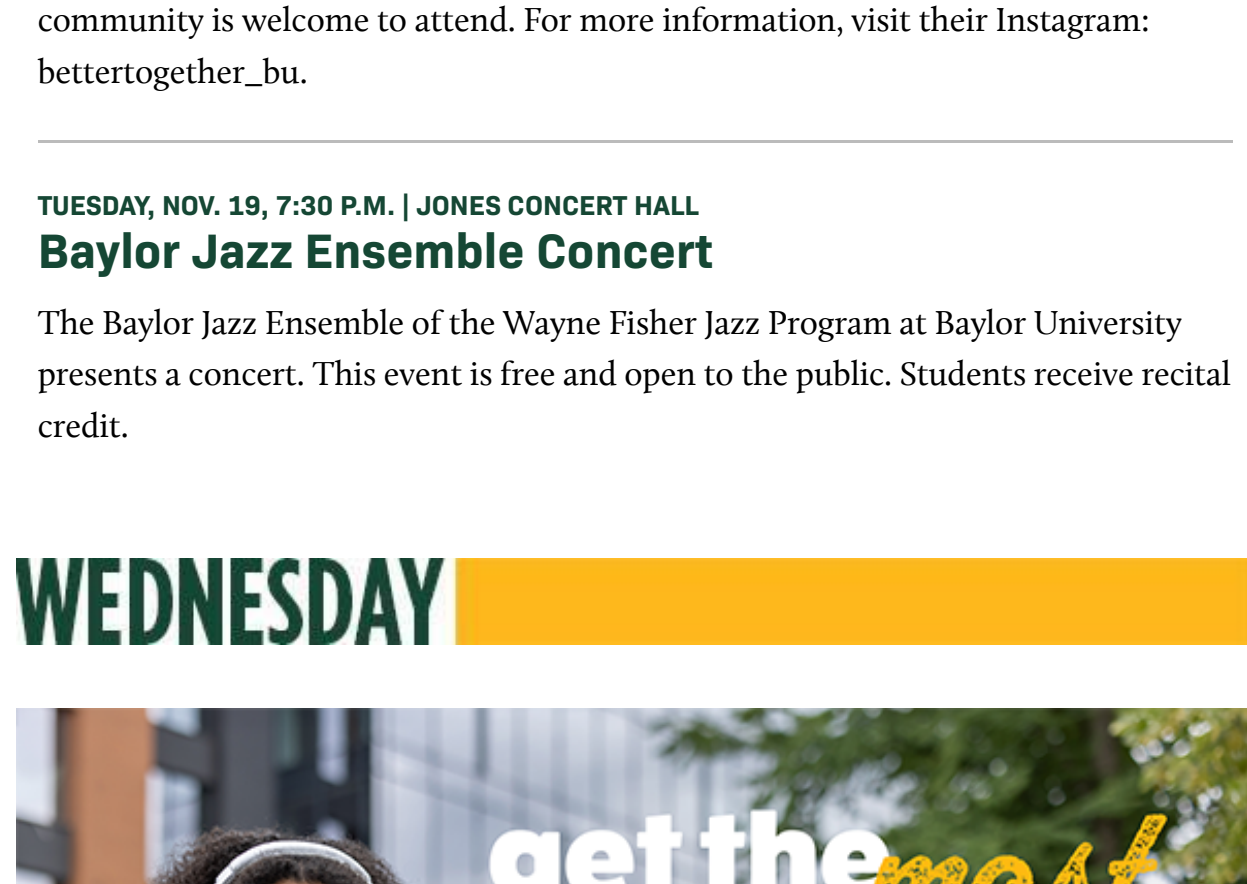 community is welcome to attend. For more information, visit their Instagram:
bettertogether_bu.
TUESDAY, NOV. 19, 7:30 P.M. | JONES CONCERT HALL
Baylor Jazz Ensemble Concert
The Baylor Jazz Ensemble of the Wayne Fisher Jazz Program at Baylor University
presents a concert. This event is free and open to the public. Students receive recital
credit.
WEDNESDAY
get the most